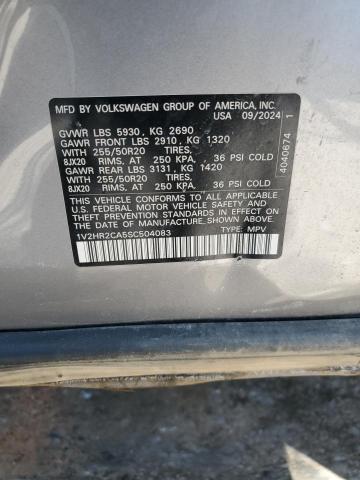 MFD. BY VOLKSWAGEN GROUP OF AMERICA, INC.
USA 09/2024
GVWR LBS 5930, KG 2690
GAWR FRONT LBS 2910, KG 1320
WITH 255/50R20
8JX20 RIMS, AT 250 KPA, 36 PSI COLD
GAWR REAR LBS 3131, KG 1420
WITH 255/50R20
8JX20 RIMS, AT 250 KPA, 36 PSI COLD
THIS VEHICLE CONFORMS TO ALL APPLICABLE
U.S. FEDERAL MOTOR VEHICLE SAFETY AND
THEFT PREVENTION STANDARDS IN EFFECT ON
THE DATE OF MANUFACTURE SHOWN ABOVE.
1V2HR2CA5SC504083 TYPE: MPV
4040674 1